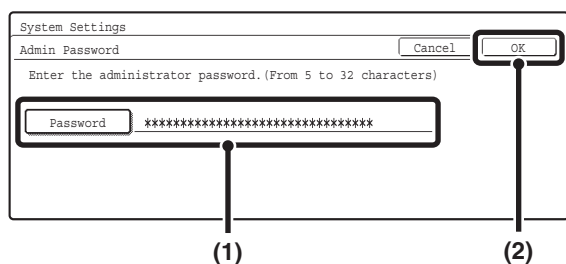 System Settings
Admin Password
Cancel
OK
Enter the administrator password.(From 5 to 32 characters)
Password
********************************
(1)
(2)